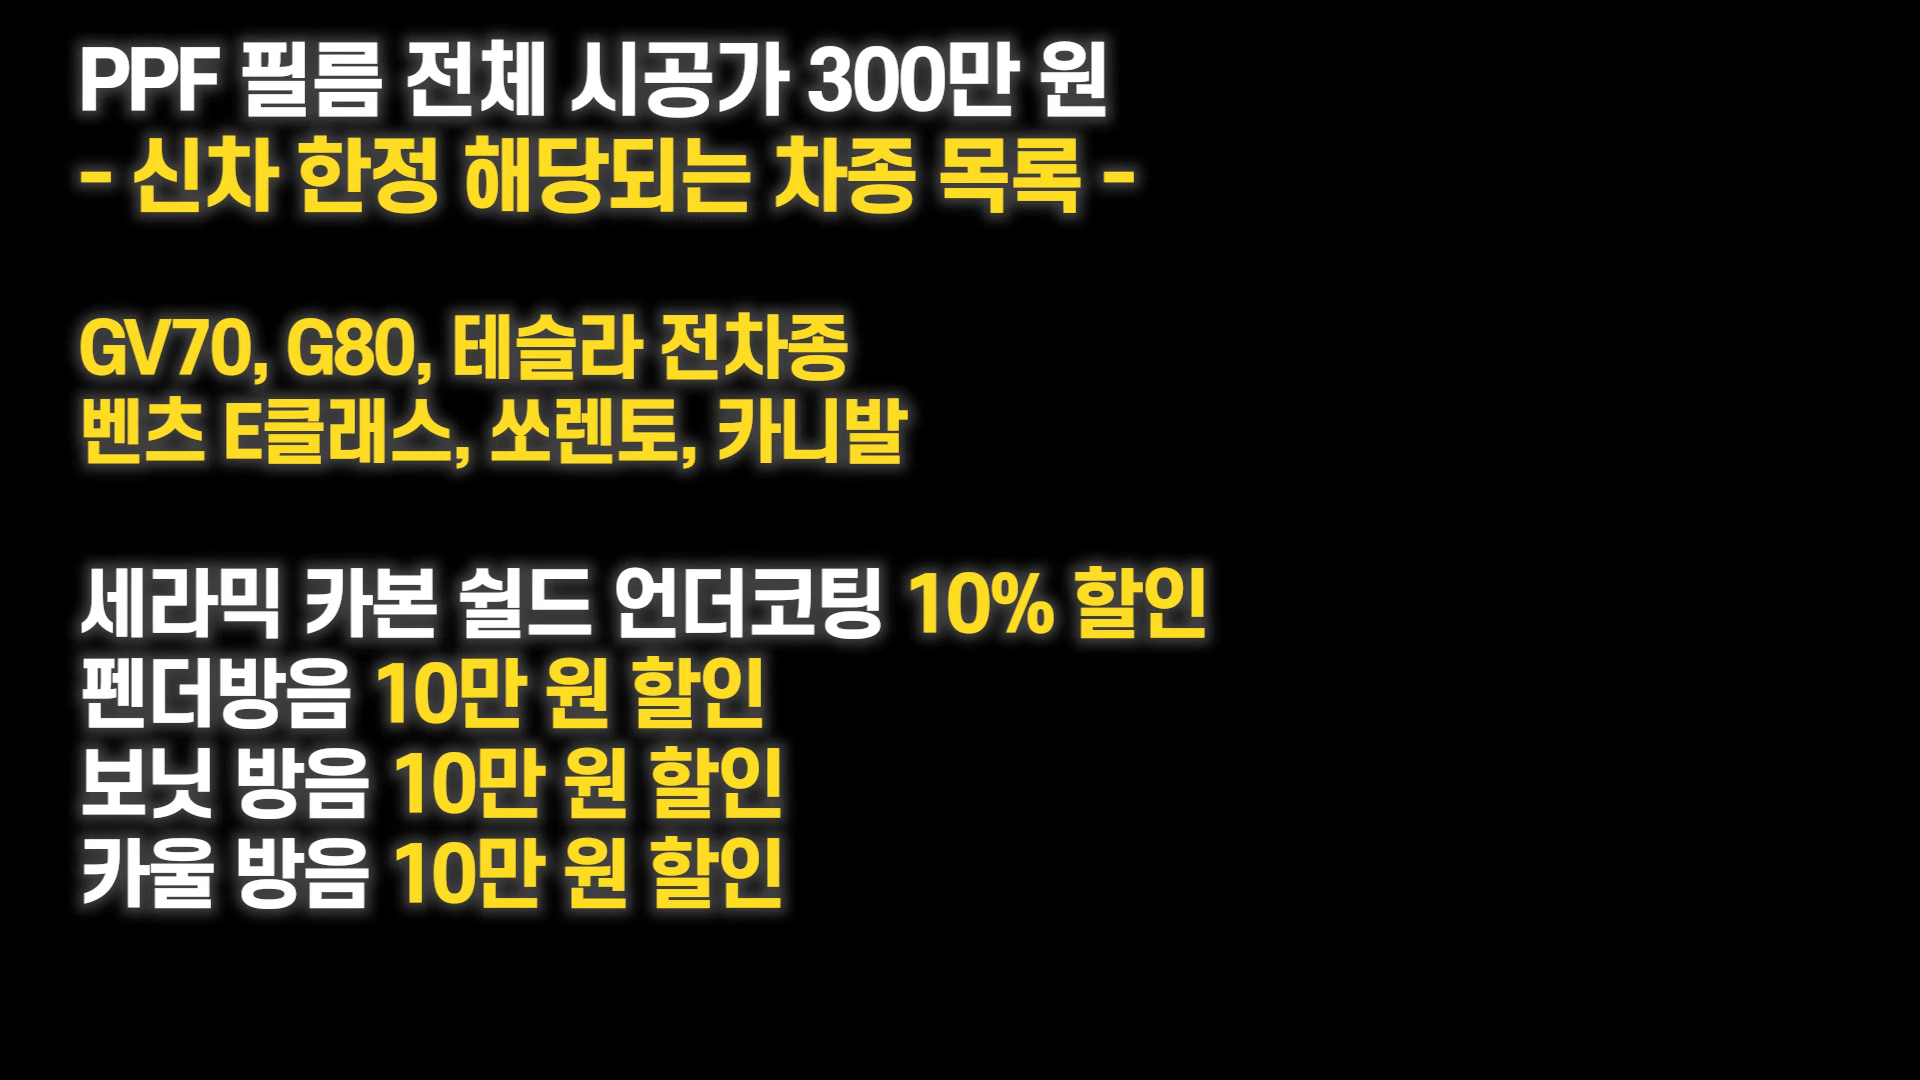 PPF 필름 전체 시공가 300만 원
- 신차 한정 해당되는 차종 목록 -
GV70, G80, 테슬라 전차종
벤츠 E클래스, 쏘렌토, 카니발
세라믹 카본 쉴드 언더코팅 10% 할인
펜더방음 10만 원 할인
보닛 방음 10만 원 할인
카울 방음 10만 원 할인